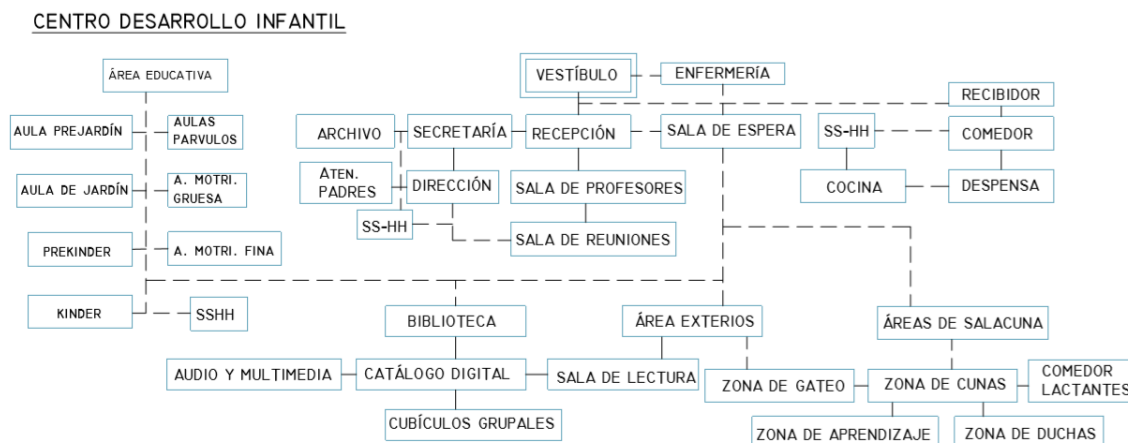 CENTRO DESARROLLO INFANTIL
ÁREA EDUCATIVA
VESTÍBULO
ENFERMERÍA
RECIBIDOR
AULA PREJARDÍN
AULAS
PARVULOS
ARCHIVO
SECRETARÍA
RECEPCIÓN
SALA DE ESPERA
SS-HH
COMEDOR
AULA DE JARDÍN
A. MOTRI.
GRUESA
ATEN.
PADRES
DIRECCIÓN
SALA DE PROFESORES
COCINA
DESPENSA
SS-HH
SALA DE REUNIONES
PREKINDER
A. MOTRI. FINA
KINDER
SSHH
BIBLIOTECA
ÁREA EXTERIOS
ÁREAS DE SALACUNA
AUDIO Y MULTIMEDIA
CATÁLOGO DIGITAL
SALA DE LECTURA
ZONA DE GATEO
ZONA DE CUNAS
COMEDOR
LACTANTES
CUBÍCULOS GRUPALES
ZONA DE APRENDIZAJE
ZONA DE DUCHAS